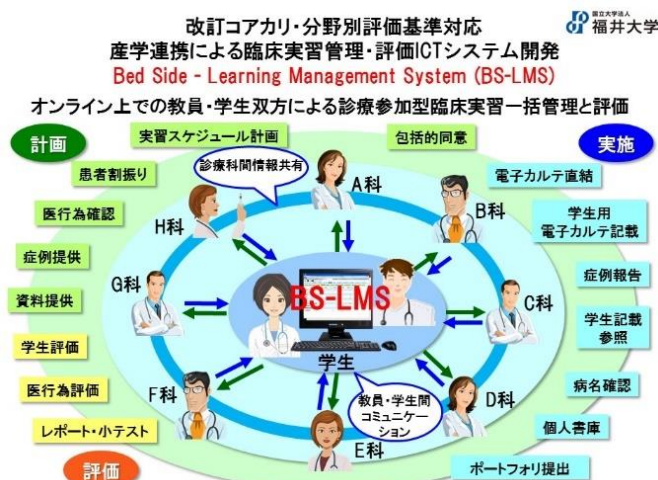 改訂コアカリ・分野別評価基準対応
国立大学法人
福井大学
産学連携による臨床実習管理・評価ICTシステム開発
Bed Side - Learning Management System (BS-LMS)
オンライン上での教員・学生双方による診療参加型臨床実習一括管理と評価
計画
実習スケジュール計画
包括的同意
実施
患者割振り
診療科間情報共有
A科
電子カルテ直結
医行為確認
H科
B科
学生用
電子カルテ記載
症例提供
G科
BS-LMS
C科
症例報告
資料提供
学生記載
参照
学生評価
学生
医行為評価
F科
教員・学生間
コミュニケー
ション
D科
病名確認
レポート・小テスト
E科
個人書庫
評価
ポートフォリ提出